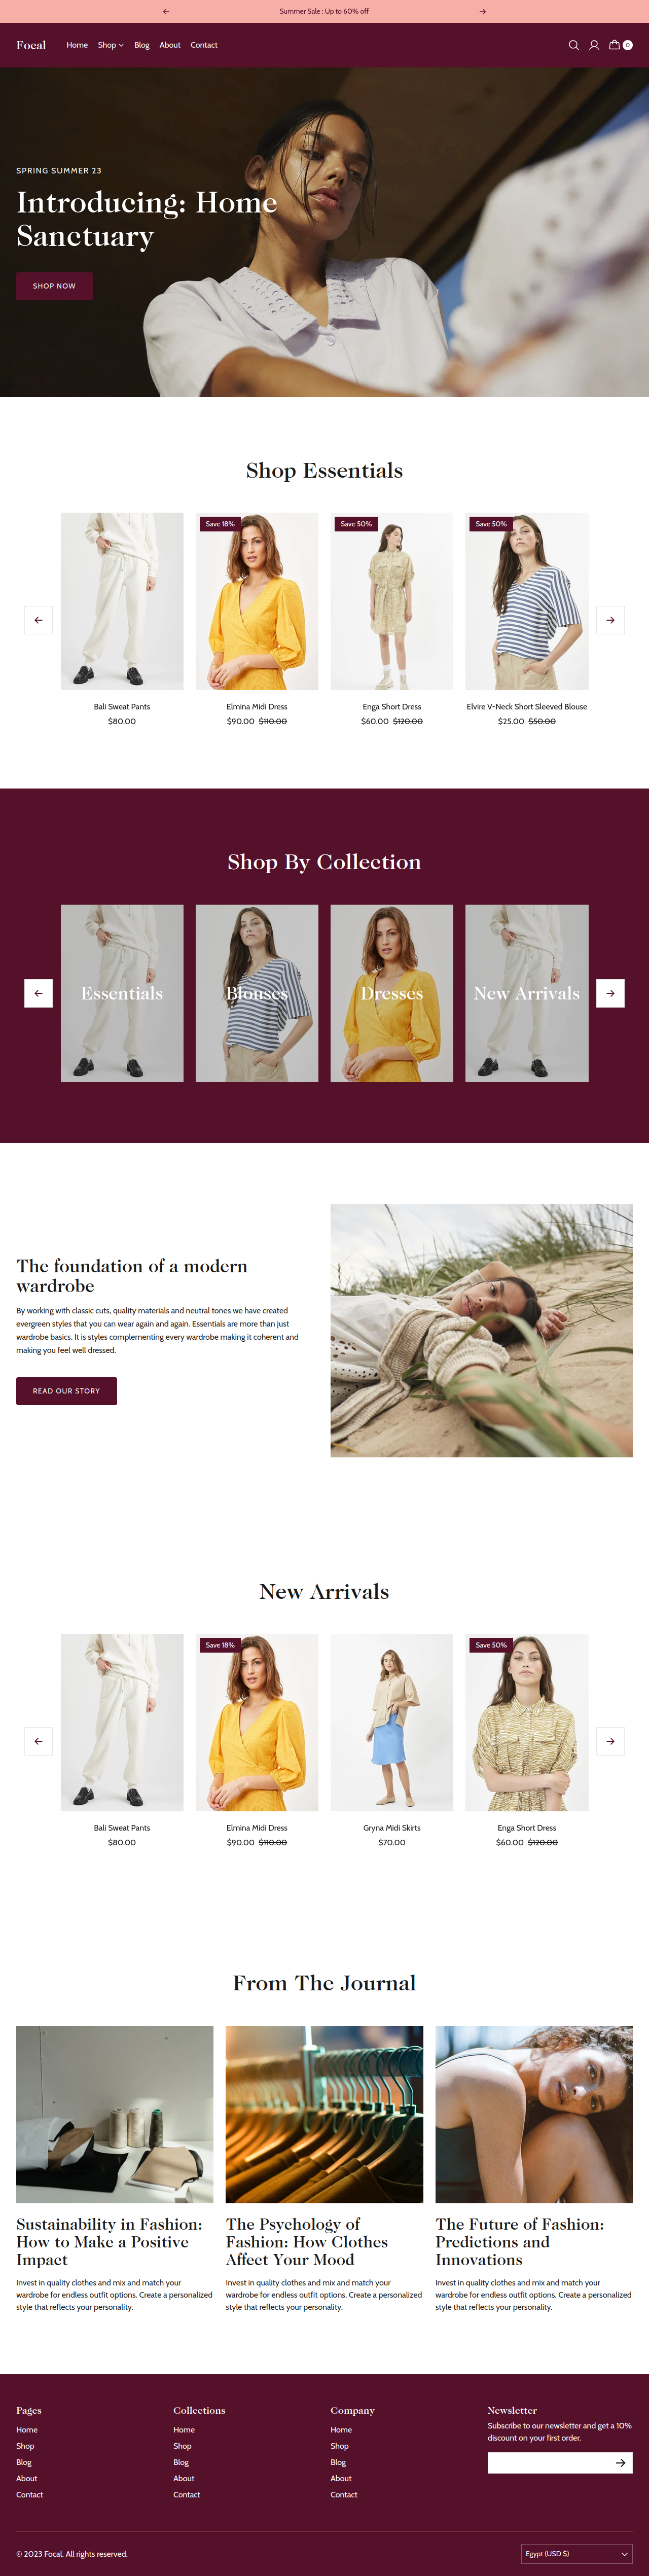 Summer Sale : Up to 60% off
Focal
Home
Shop
Blog
About
Contact
0
SPRING SUMMER 23
Introducing: Home
Sanctuary
SHOP NOW
Shop Essentials
Save 18%
Save 50%
Save 50%
Bali Sweat Pants
$80.00
Elmina Midi Dress
$90.00 $110.00
Enga Short Dress
$60.00 $120.00
Elvire V-Neck Short Sleeved Blouse
$25.00 $50.00
Shop By Collection
Essentials
Blouses
Dresses
New Arrivals
The foundation of a modern
wardrobe
By working with classic cuts, quality materials and neutral tones we have created
evergreen styles that you can wear again and again. Essentials are more than just
wardrobe basics. It is styles complementing every wardrobe making it coherent and
making you feel well dressed.
READ OUR STORY
New Arrivals
Save 18%
Save 50%
Bali Sweat Pants
$80.00
Elmina Midi Dress
$90.00 $110.00
Gryna Midi Skirts
$70.00
Enga Short Dress
$60.00 $120.00
From The Journal
Sustainability in Fashion:
How to Make a Positive
Impact
Invest in quality clothes and mix and match your
wardrobe for endless outfit options. Create a personalized
style that reflects your personality.
The Psychology of
Fashion: How Clothes
Affect Your Mood
Invest in quality clothes and mix and match your
wardrobe for endless outfit options. Create a personalized
style that reflects your personality.
The Future of Fashion:
Predictions and
Innovations
Invest in quality clothes and mix and match your
wardrobe for endless outfit options. Create a personalized
style that reflects your personality.
Pages
Home
Shop
Blog
About
Contact
Collections
Home
Shop
Blog
About
Contact
Company
Home
Shop
Blog
About
Contact
Newsletter
Subscribe to our newsletter and get a 10%
discount on your first order.
© 2023 Focal. All rights reserved.
Egypt (USD $)